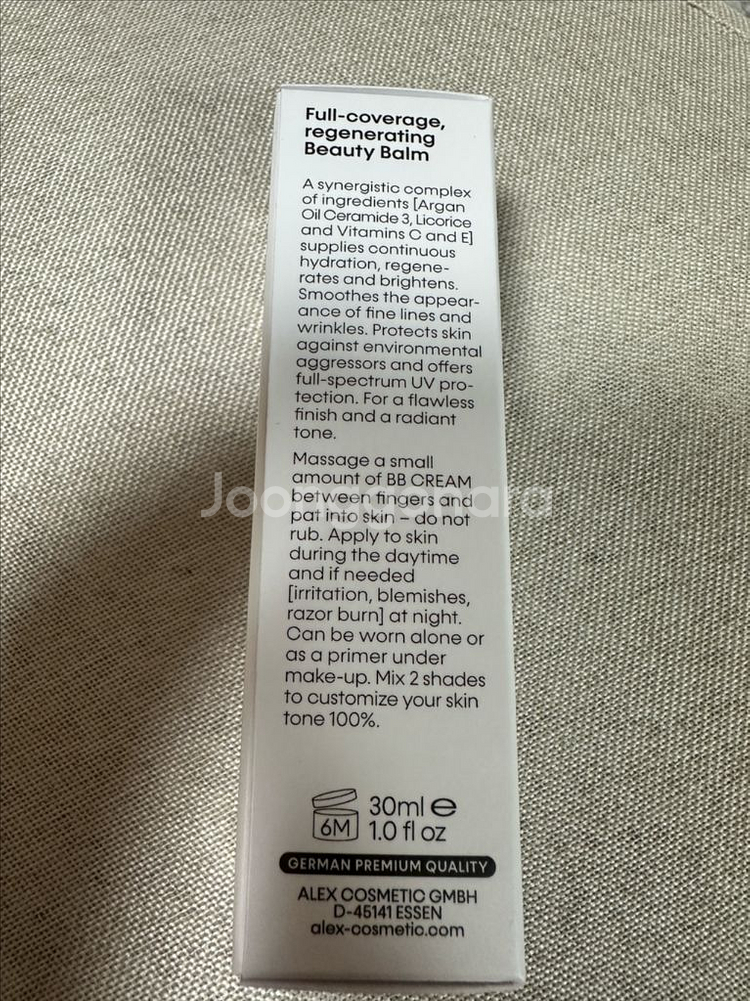 Full-coverage,
regenerating
Beauty Balm
A synergistic complex
of ingredients [Argan
Oil Ceramide 3, Licorice
and Vitamins C and E]
supplies continuous
hydration, regene-
rates and brightens.
Smoothes the appear-
ance of fine lines and
wrinkles. Protects skin
against environmental
aggressors and offers
full-spectrum UV pro-
tection. For a flawless
finish and a radiant
tone.
Massage a small
amount of BB CREAM
between fingers and
pat into skin – do not
rub. Apply to skin
during the daytime
and if needed
[irritation, blemishes,
razor burn] at night.
Can be worn alone or
as a primer under
make-up. Mix 2 shades
to customize your skin
tone 100%.
6M
30ml e
1.0 fl oz
GERMAN PREMIUM QUALITY
ALEX COSMETIC GMBH
D-45141 ESSEN
alex-cosmetic.com
Joonggonara